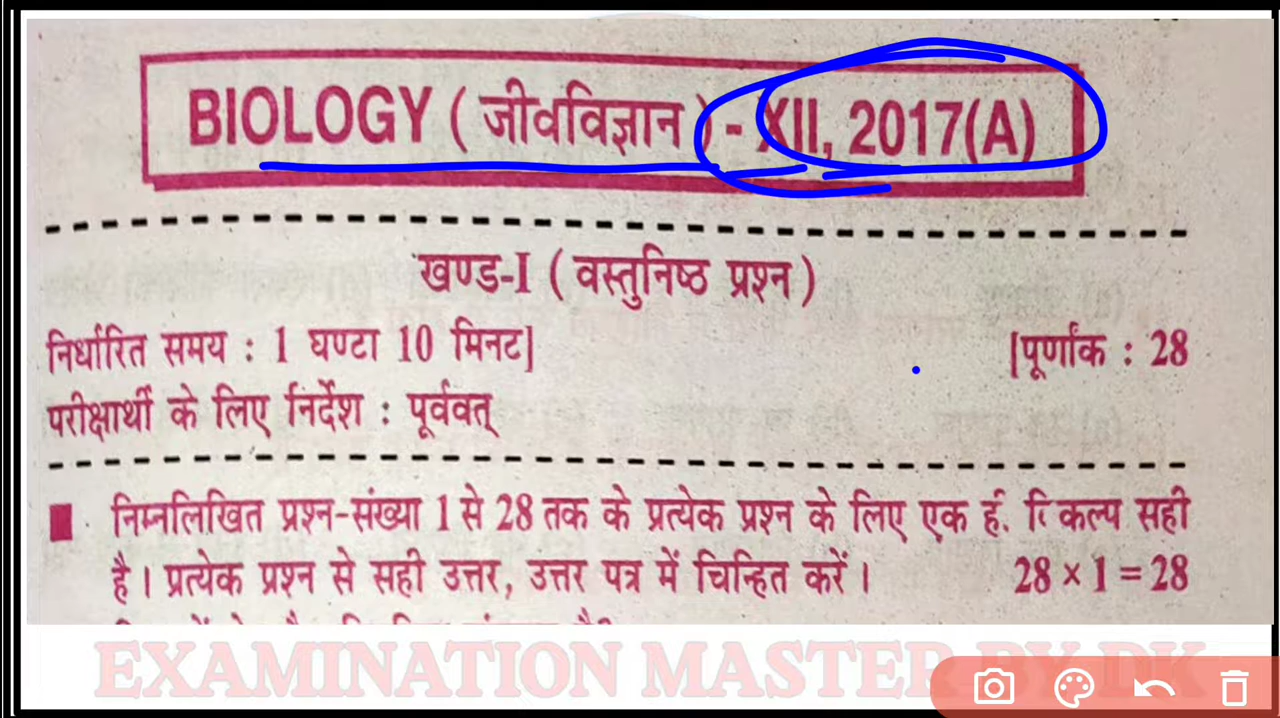 BIOLOGY ( जीवविज्ञान ) - XII, 2017(A)
खण्ड-I ( वस्तुनिष्ठ प्रश्न )
निर्धारित समय : 1 घण्टा 10 मिनट]
[पूर्णांक : 28
परीक्षार्थी के लिए निर्देश : पूर्ववत्
निम्नलिखित प्रश्न-संख्या 1 से 28 तक के प्रत्येक प्रश्न के लिए एक सही
है । प्रत्येक प्रश्न से सही उत्तर, उत्तर पत्र में चिन्हित करें । 28 × 1 = 28
EXAMINATION MASTER BY DK